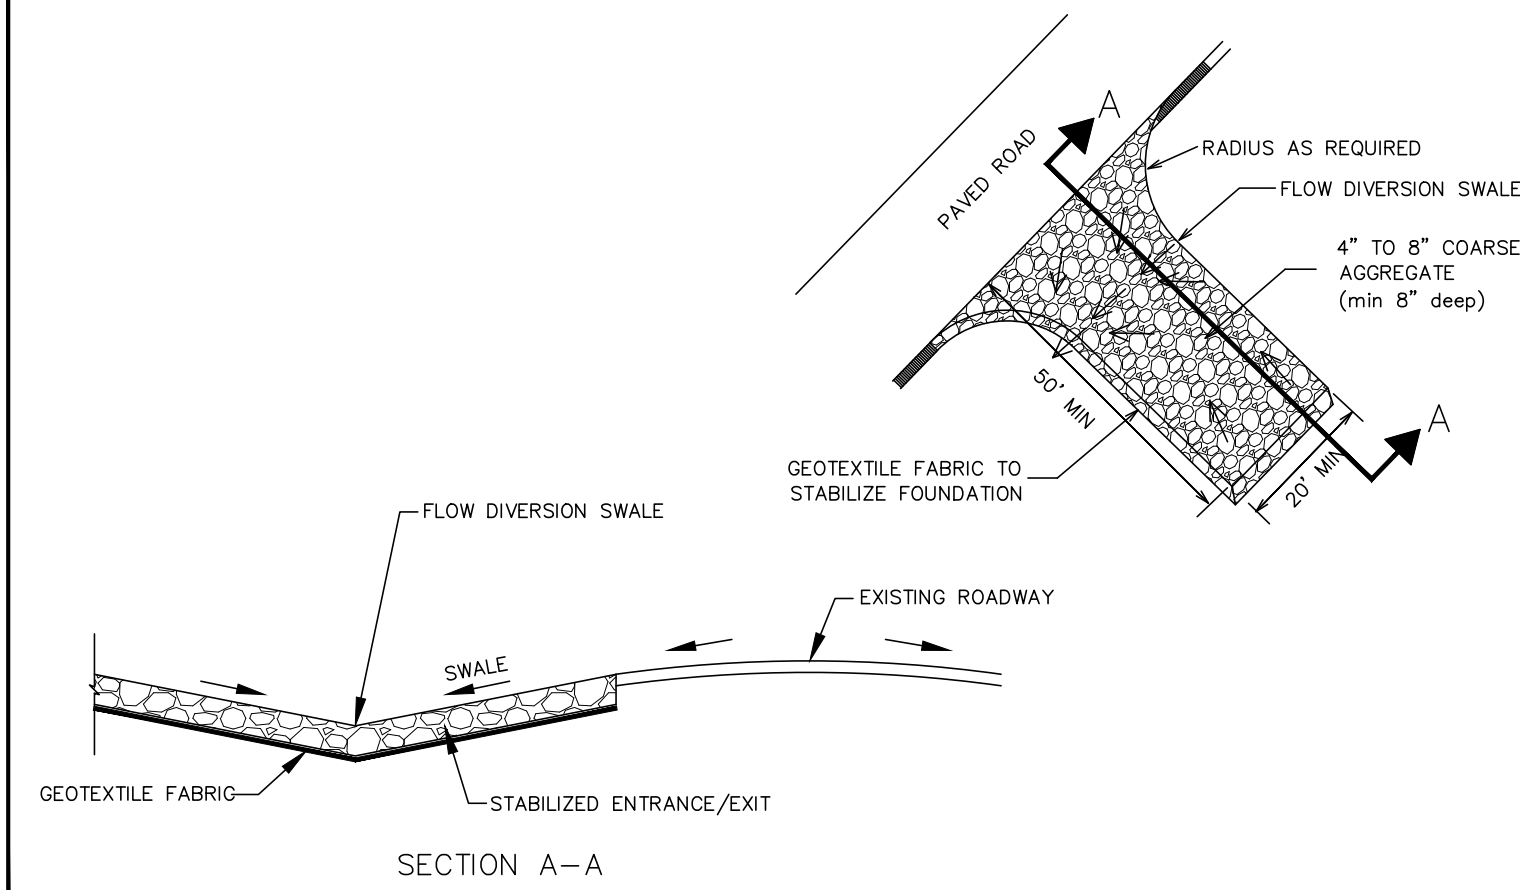 A
PAVED ROAD
RADIUS AS REQUIRED
FLOW DIVERSION SWALE
4" TO 8" COARSE
AGGREGATE
(min 8" deep)
50' MIN
A
20' MIN
GEOTEXTILE FABRIC TO
STABILIZE FOUNDATION
FLOW DIVERSION SWALE
EXISTING ROADWAY
SWALE
GEOTEXTILE FABRIC
STABILIZED ENTRANCE/EXIT
SECTION A-A